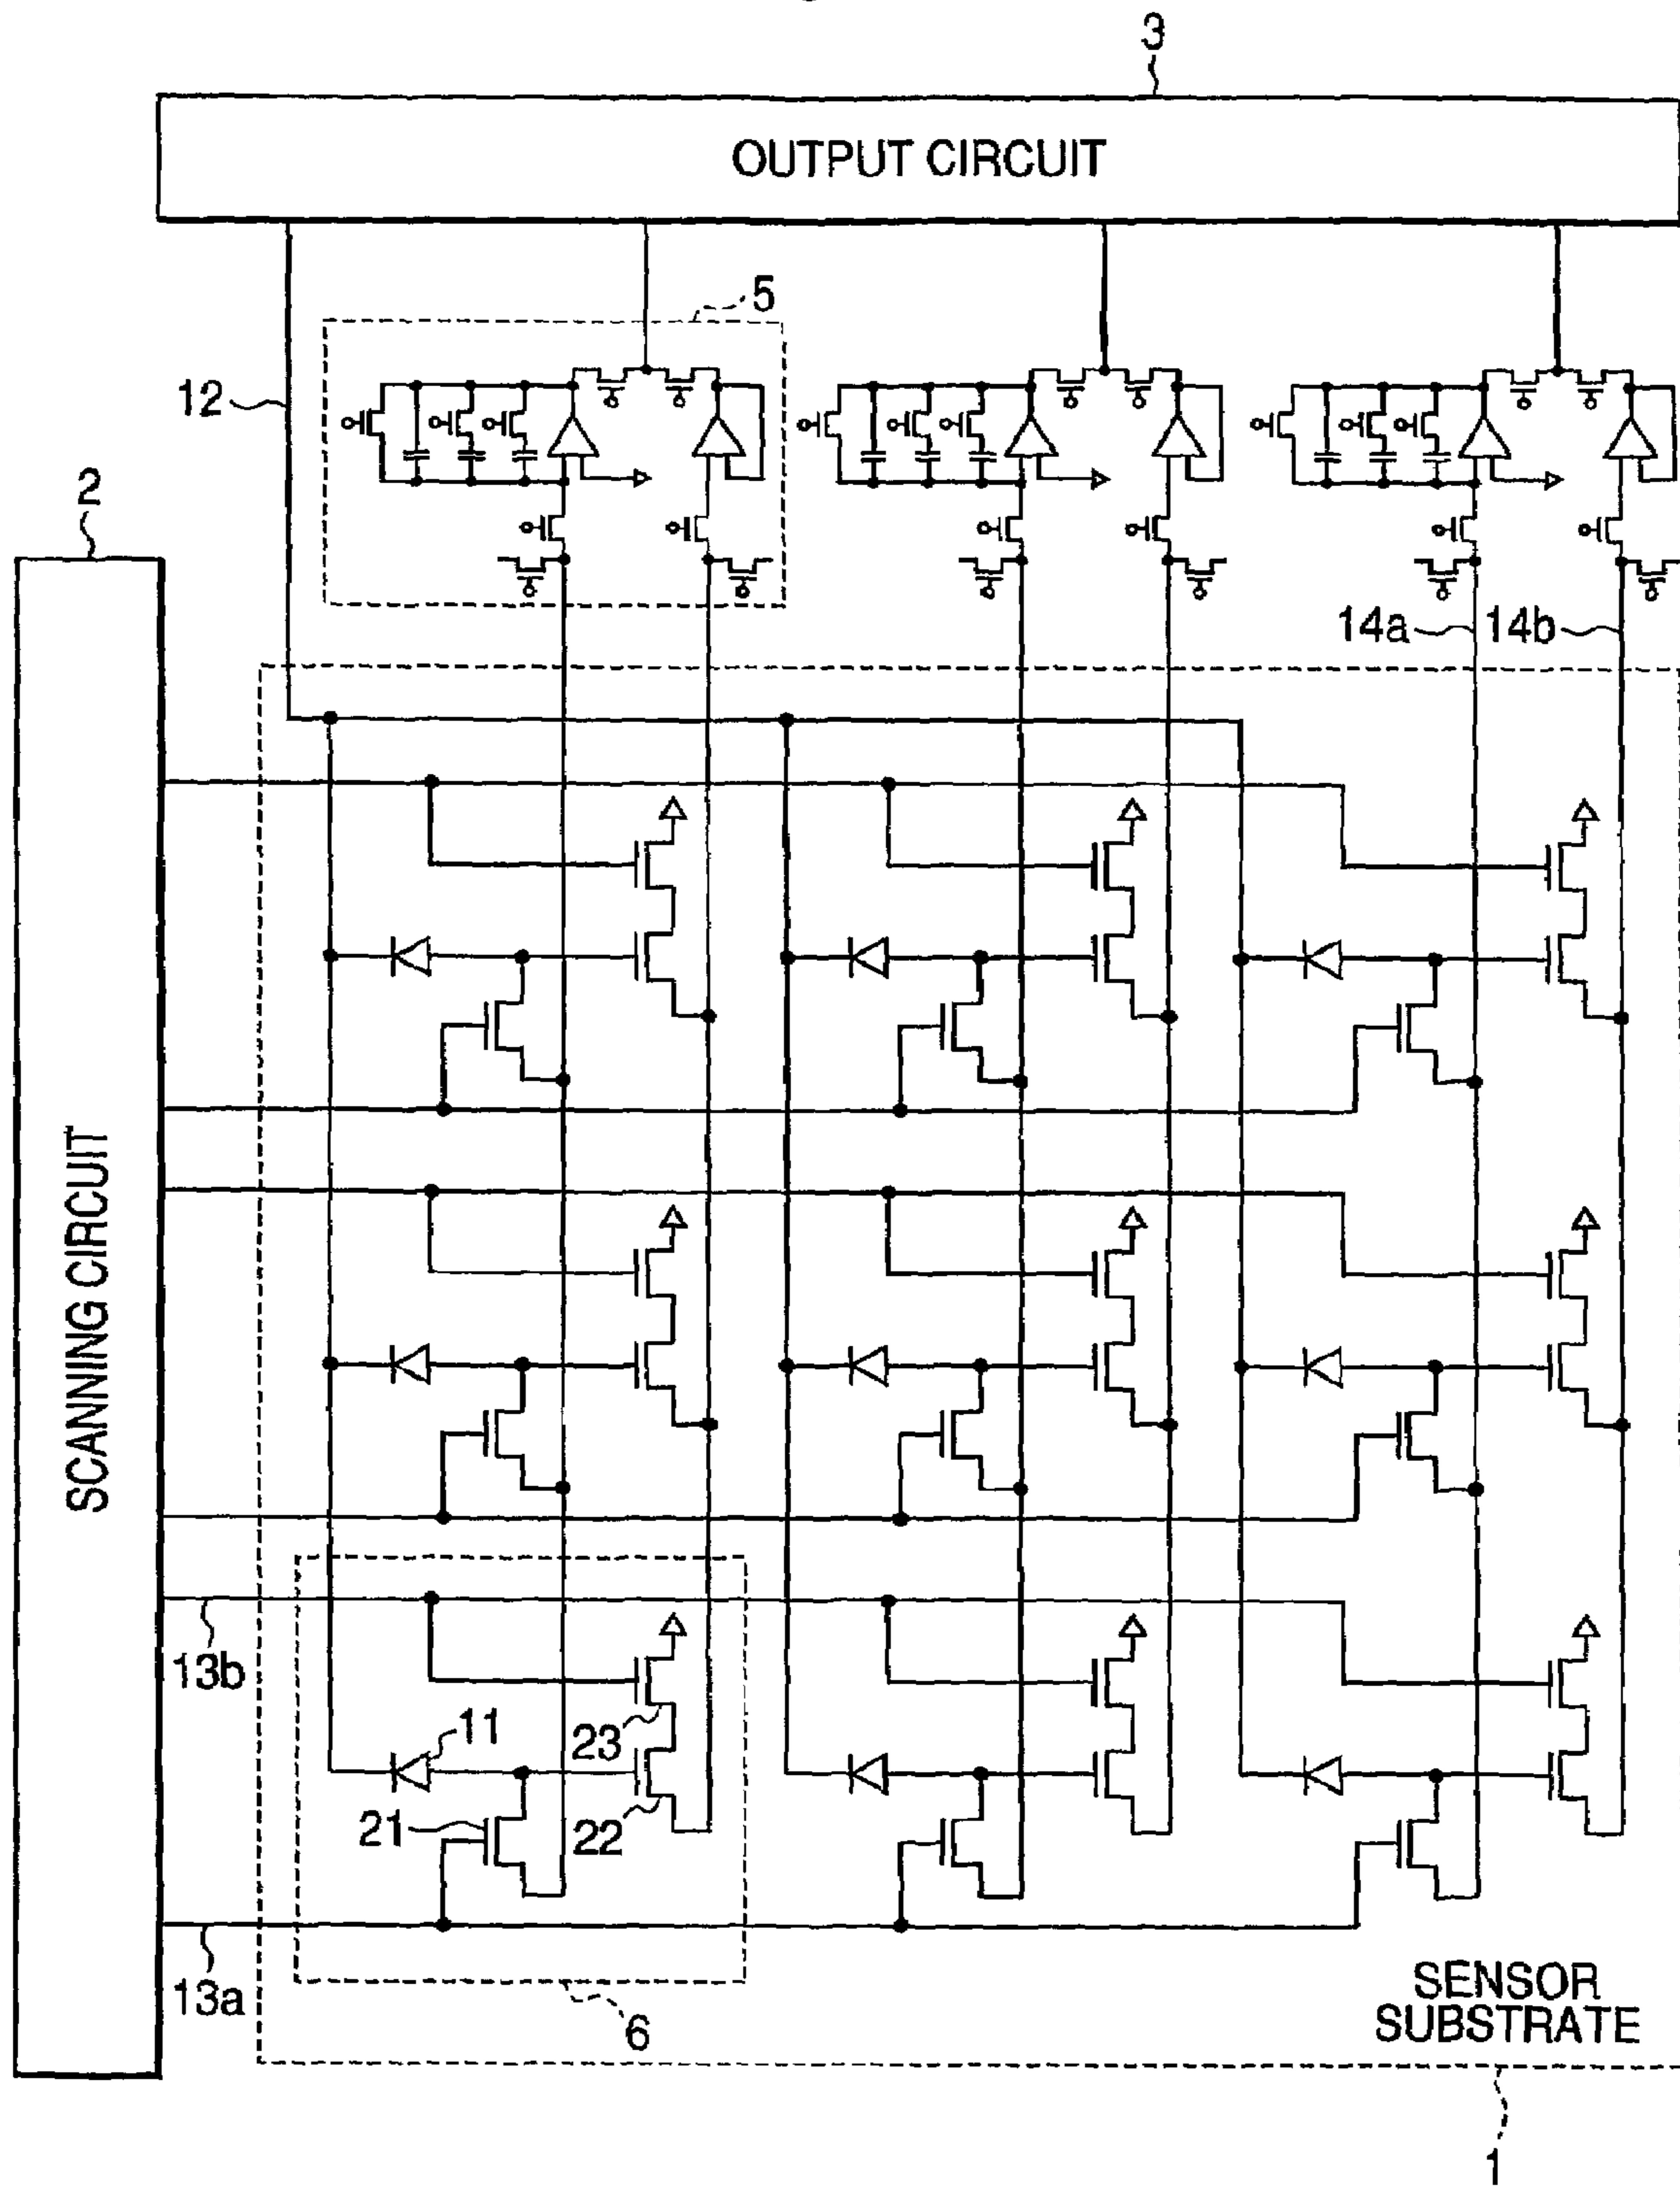 3
OUTPUT CIRCUIT
5
12
2
14a
14b
SCANNING CIRCUIT
13b
11
23
21
22
13a
6
SENSOR
SUBSTRATE
1